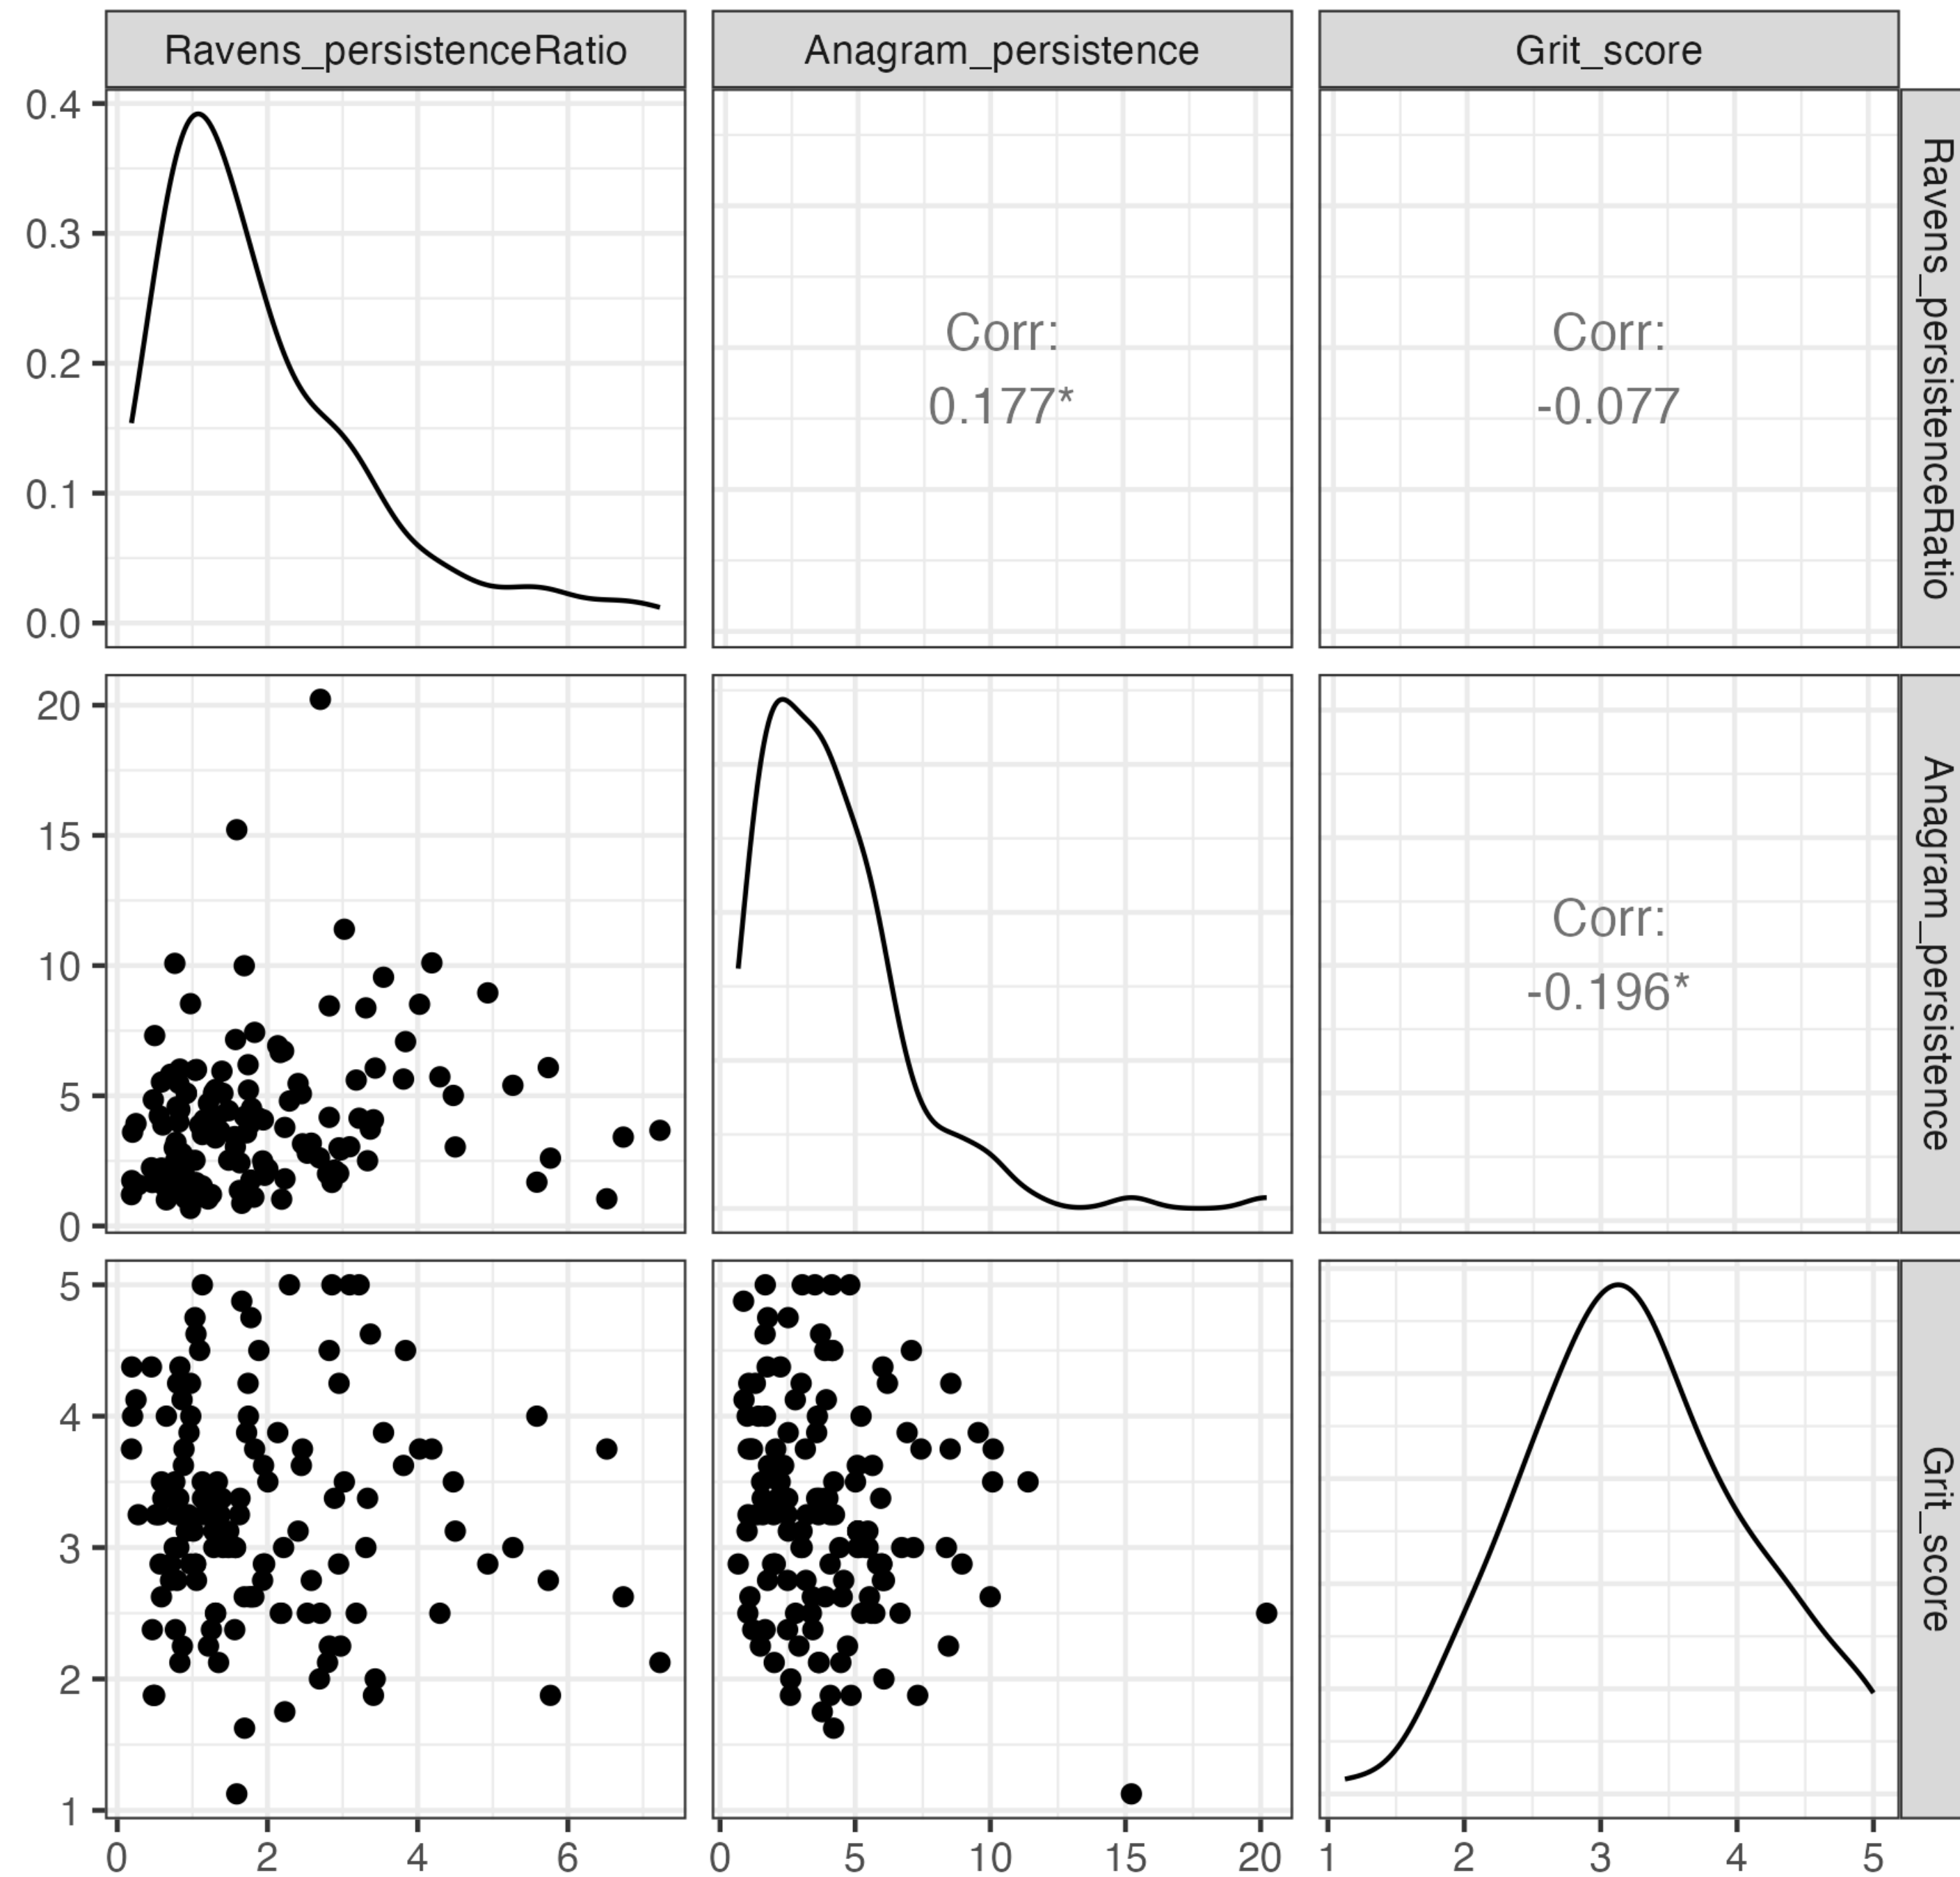 Ravens_persistenceRatio Anagram_persistence Grit_score
0.4
0.3
0.2
0.1
0.0
Corr:
0.177*
Corr:
-0.077
Ravens_persistenceRatio
20
15
10
5
0
Corr:
-0.196*
Anagram_persistence
5
4
3
2
1
Grit_score
0 2 4 6 0 5 10 15 20 1 2 3 4 5